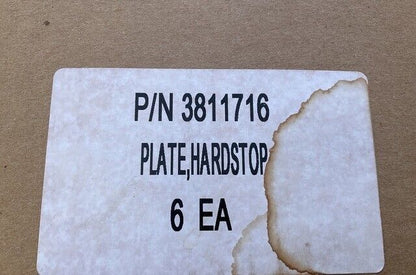 P/N 3811716
PLATE,HARDSTOP
6 EA